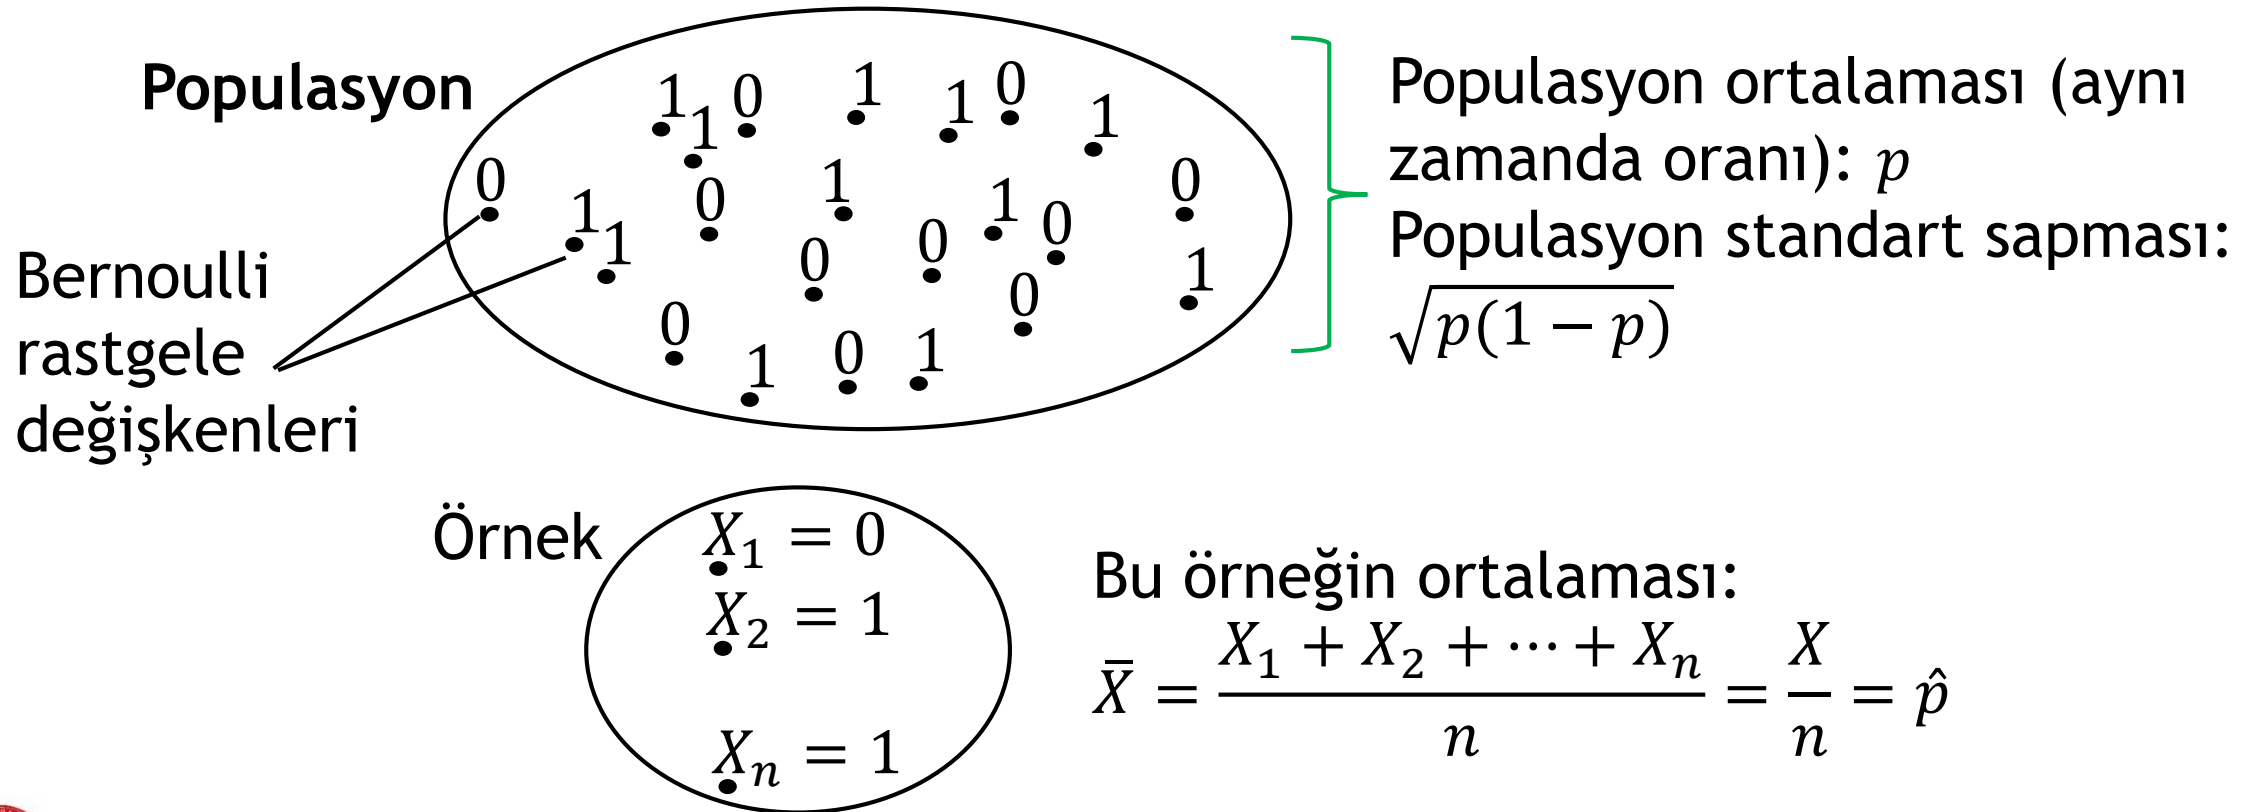 Populasyon
1 1 0 1 1 0 1
0 1 1 0 1 0 0 1 0 0 1
0 1 0 1 0
Bernoulli
rastgele
değişkenleri
Populasyon ortalaması (aynı
zamanda oranı): p
Populasyon standart sapması:
√p(1 − p)
Örnek
X₁ = 0
X₂ = 1
Xₙ = 1
Bu örneğin ortalaması:
X̄ = (X₁ + X₂ + ⋯ + Xₙ)/n = X/n = p̂